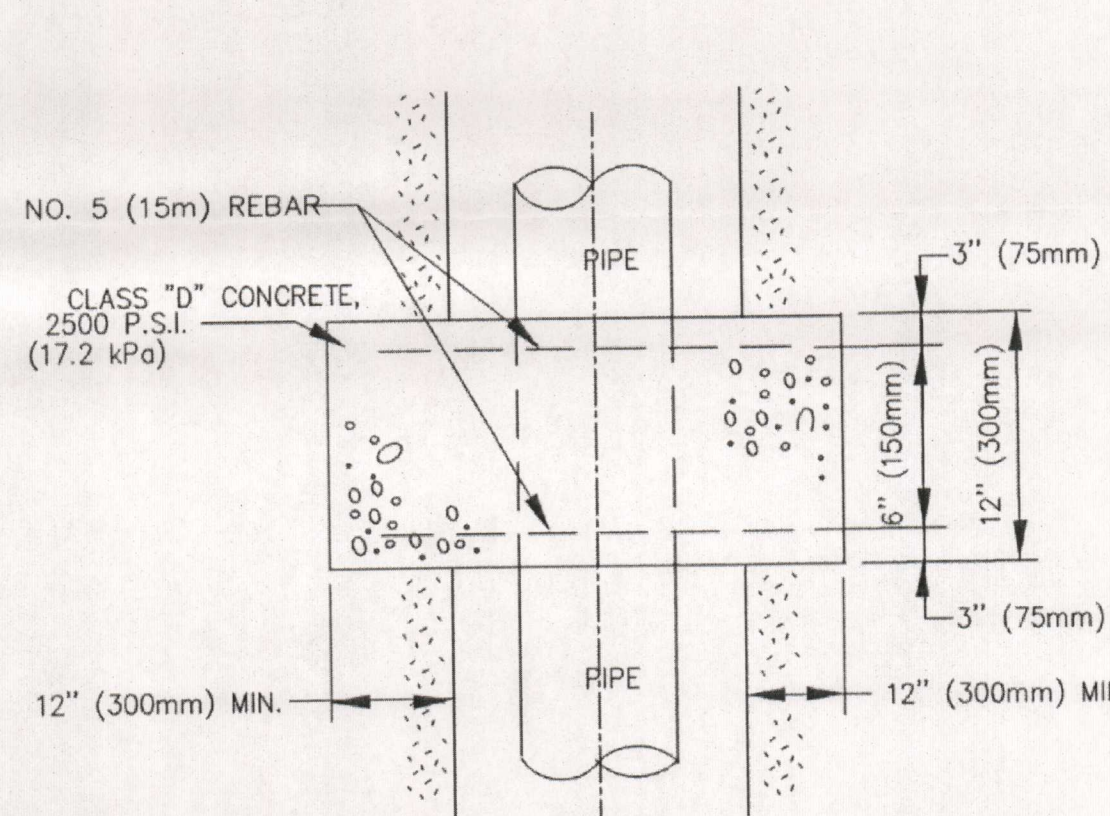 NO. 5 (15m) REBAR
PIPE
3" (75mm)
CLASS "D" CONCRETE,
2500 P.S.I.
(17.2 kPa)
6" (150mm)
12" (300mm)
3" (75mm)
PIPE
12" (300mm) MIN.
12" (300mm)